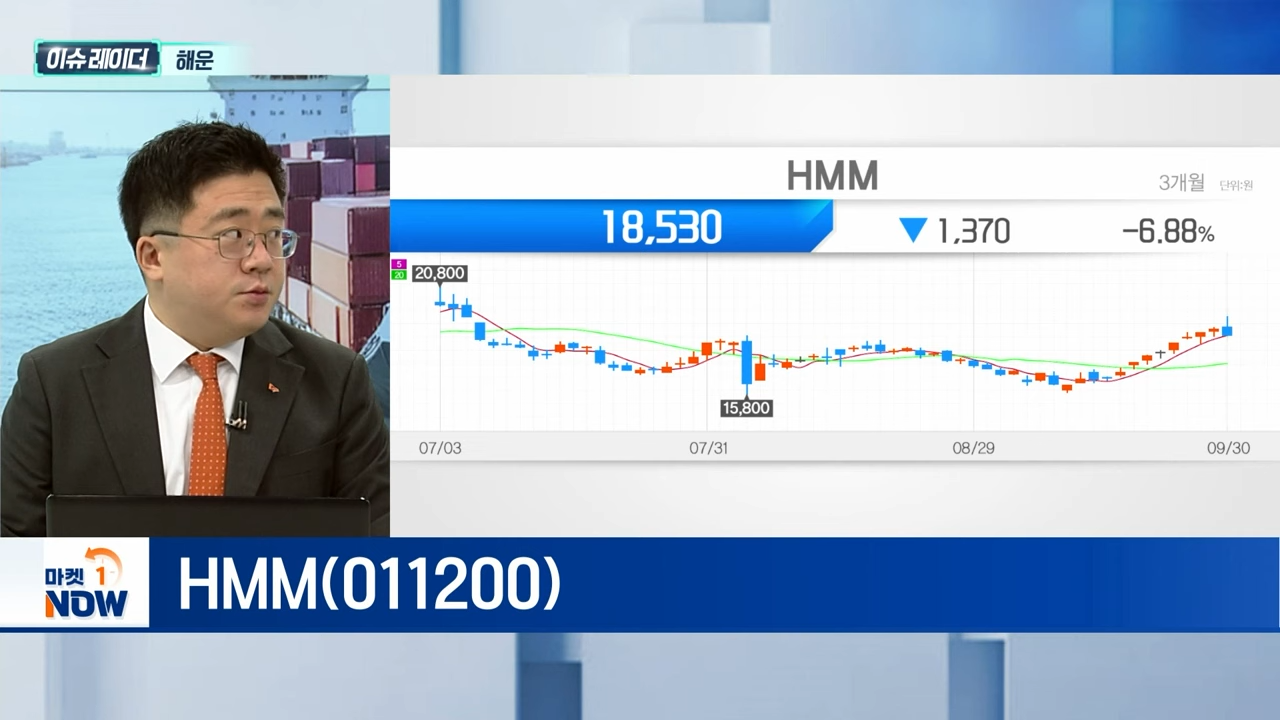 이슈 레이더 해운
HMM
3개월 단위:원
18,530 ▼ 1,370 -6.88%
5
20
20,800
15,800
07/03 07/31 08/29 09/30
마켓 1
NOW
HMM(011200)